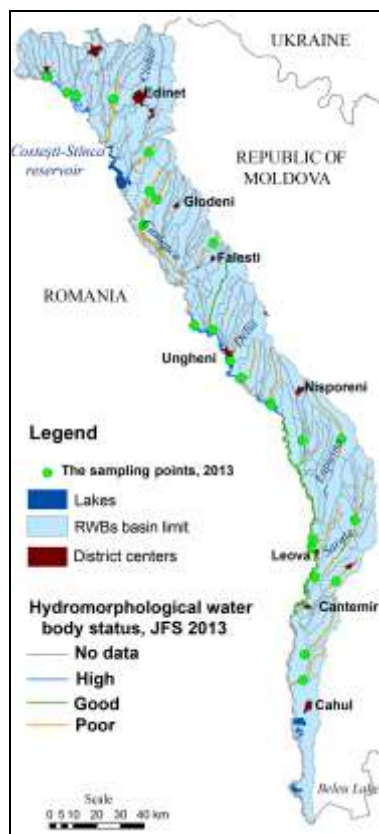 UKRAINE
Edinet
Costeşti-Stînca
reservoir
REPUBLIC OF
MOLDOVA
Glodeni
Falesti
ROMANIA
Ungheni
Nisporeni
Legend
The sampling points, 2013
Lakes
RWBs basin limit
District centers
Leova
Cantemir
Hydromorphological water
body status, JFS 2013
No data
High
Good
Poor
Cahul
Beleu Lake
Scale
0 5 10 20 30 40 km